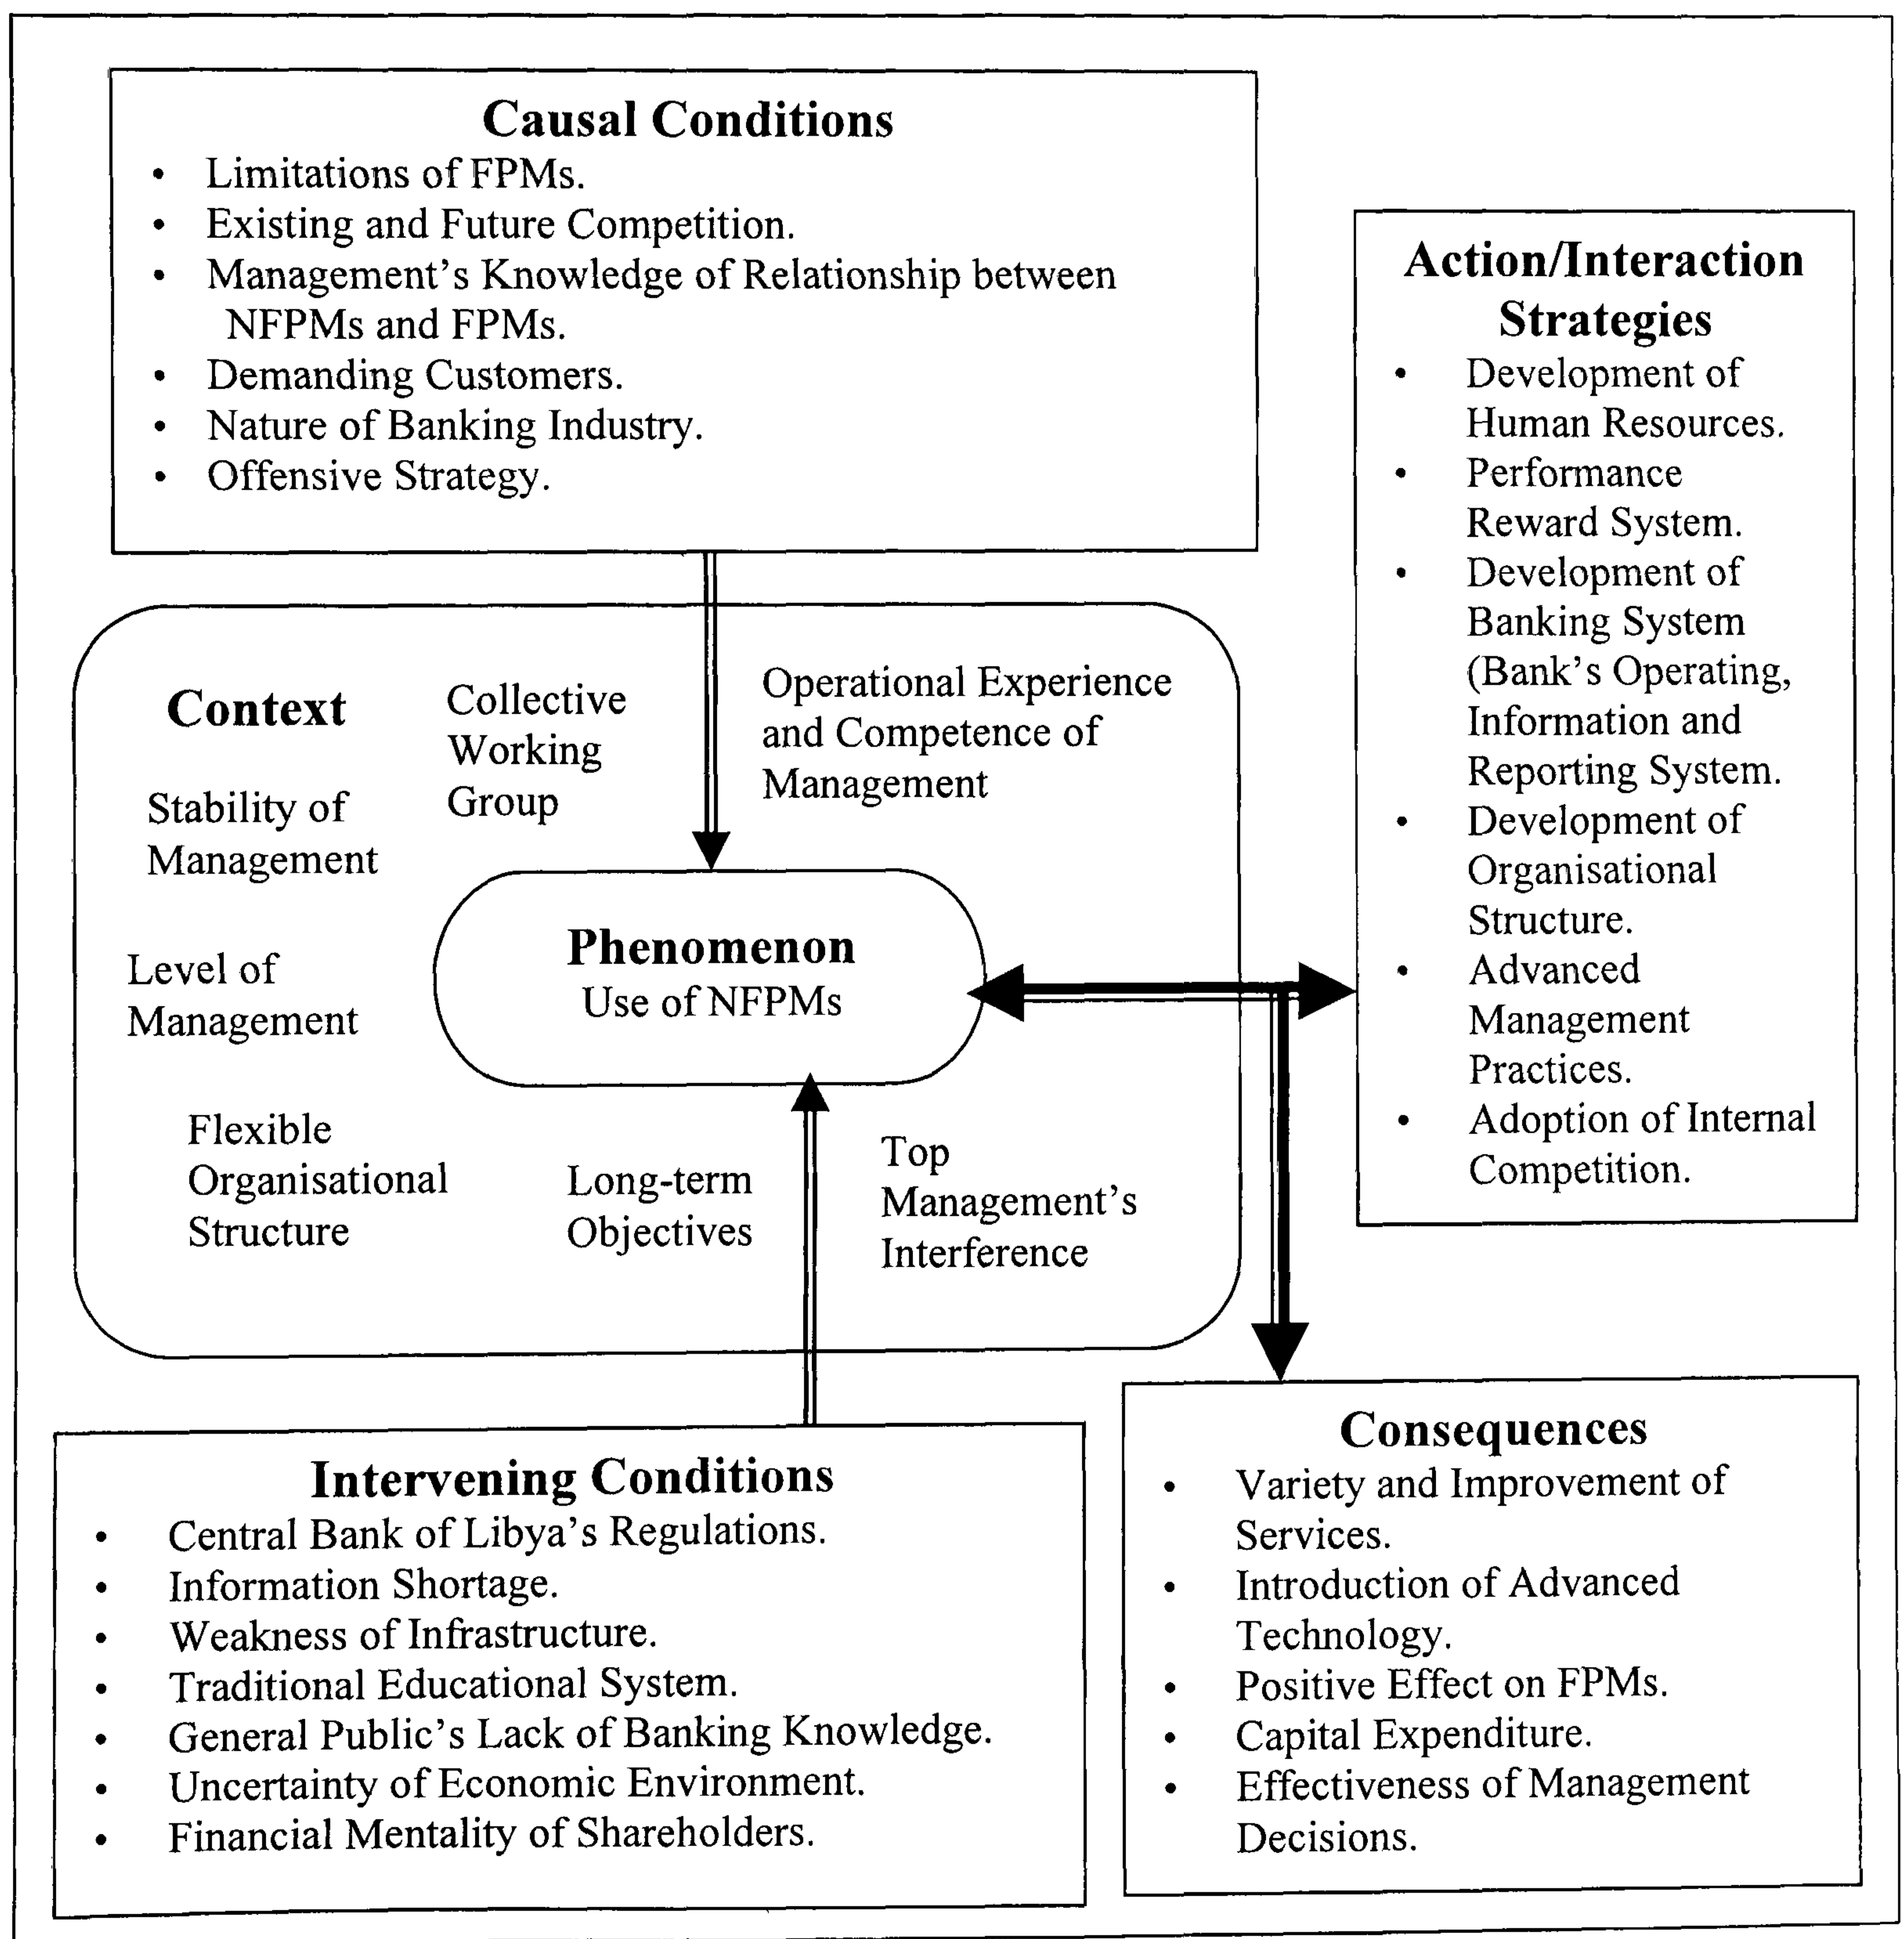 Causal Conditions
• Limitations of FPMs.
• Existing and Future Competition.
• Management's Knowledge of Relationship between
NFPMs and FPMs.
• Demanding Customers.
• Nature of Banking Industry.
• Offensive Strategy.
Action/Interaction
Strategies
• Development of
Human Resources.
• Performance
Reward System.
• Development of
Banking System
(Bank's Operating,
Information and
Reporting System.
• Development of
Organisational
Structure.
• Advanced
Management
Practices.
• Adoption of Internal
Competition.
Context
Collective
Working
Group
Operational Experience
and Competence of
Management
Stability of
Management
Level of
Management
Phenomenon
Use of NFPMs
Flexible
Organisational
Structure
Long-term
Objectives
Top
Management's
Interference
Intervening Conditions
• Central Bank of Libya's Regulations.
• Information Shortage.
• Weakness of Infrastructure.
• Traditional Educational System.
• General Public's Lack of Banking Knowledge.
• Uncertainty of Economic Environment.
• Financial Mentality of Shareholders.
Consequences
• Variety and Improvement of
Services.
• Introduction of Advanced
Technology.
• Positive Effect on FPMs.
• Capital Expenditure.
• Effectiveness of Management
Decisions.